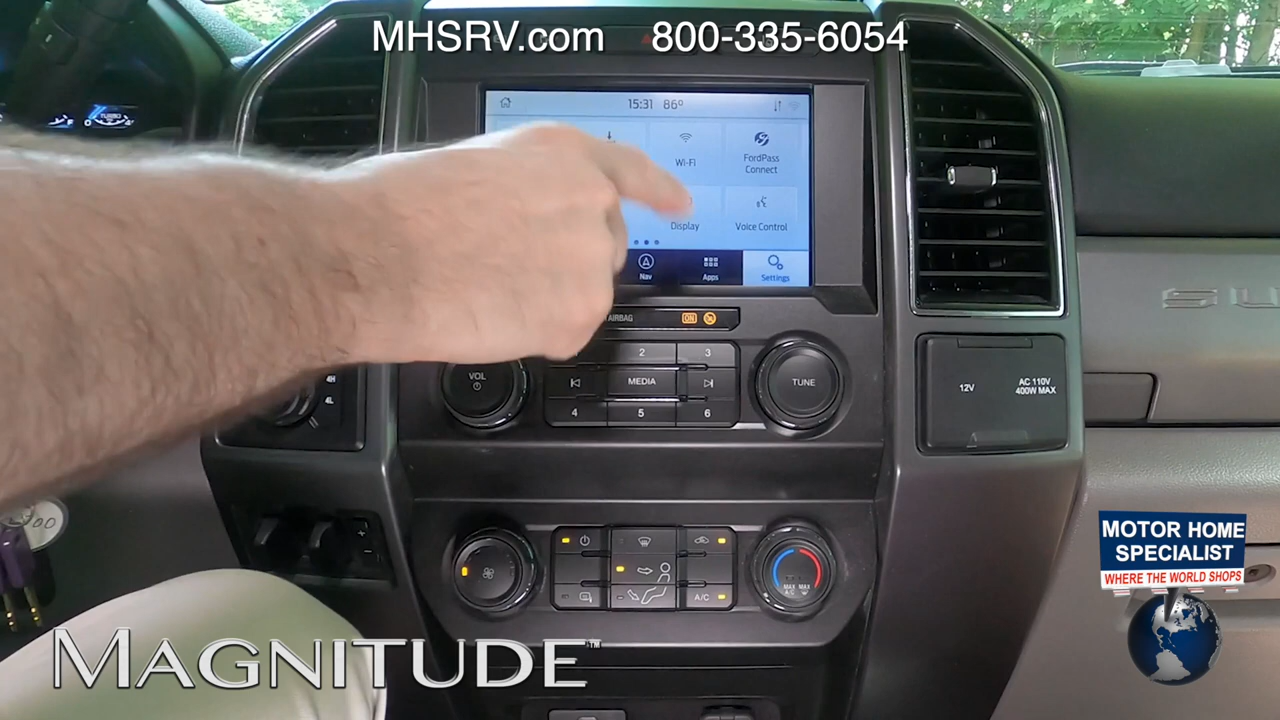 MHSRV.com 800-335-6054
TURBO
15:31 86°
Wi-Fi
FordPass
Connect
Display
Voice Control
Nav
Apps
Settings
AIRBAG
ON
VOL
2
3
MEDIA
TUNE
4
5
6
4H
4L
12V
AC 110V
400W MAX
SU
+
-
A/C
MAX
A/C
MAX
MOTOR HOME
SPECIALIST
WHERE THE WORLD SHOPS
MAGNITUDE™